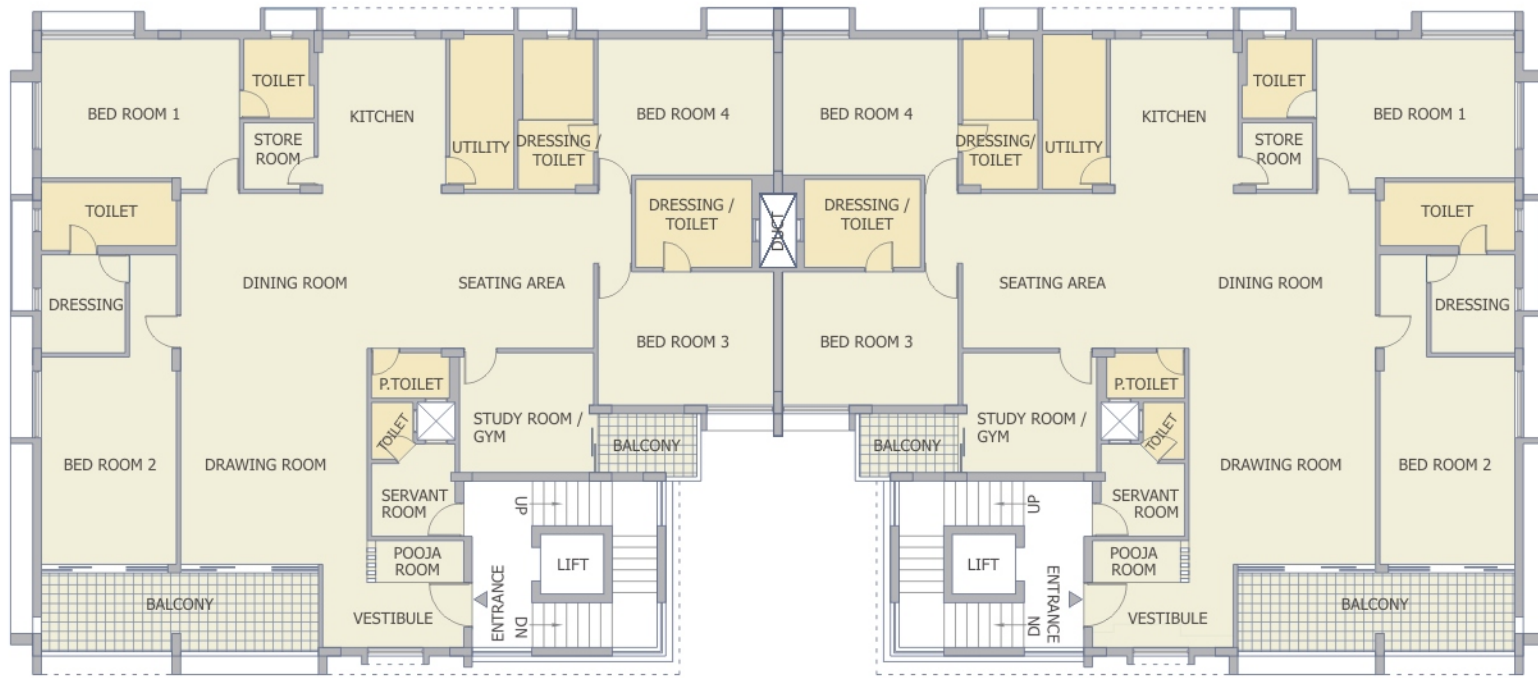 TOILET
BED ROOM 1
KITCHEN
STORE
ROOM
UTILITY
DRESSING /
TOILET
BED ROOM 4
TOILET
DRESSING /
TOILET
DINING ROOM
SEATING AREA
DRESSING
BED ROOM 3
P.TOILET
TOILET
STUDY ROOM /
GYM
BALCONY
BED ROOM 2
DRAWING ROOM
SERVANT
ROOM
UP
POOJA
ROOM
LIFT
BALCONY
VESTIBULE
ENTRANCE
DN
DUCT
BED ROOM 4
DRESSING/
TOILET
UTILITY
KITCHEN
TOILET
STORE
ROOM
BED ROOM 1
DRESSING /
TOILET
TOILET
SEATING AREA
DINING ROOM
DRESSING
BED ROOM 3
P.TOILET
TOILET
STUDY ROOM /
GYM
BALCONY
DRAWING ROOM
BED ROOM 2
SERVANT
ROOM
UP
POOJA
ROOM
LIFT
ENTRANCE
DN
VESTIBULE
BALCONY